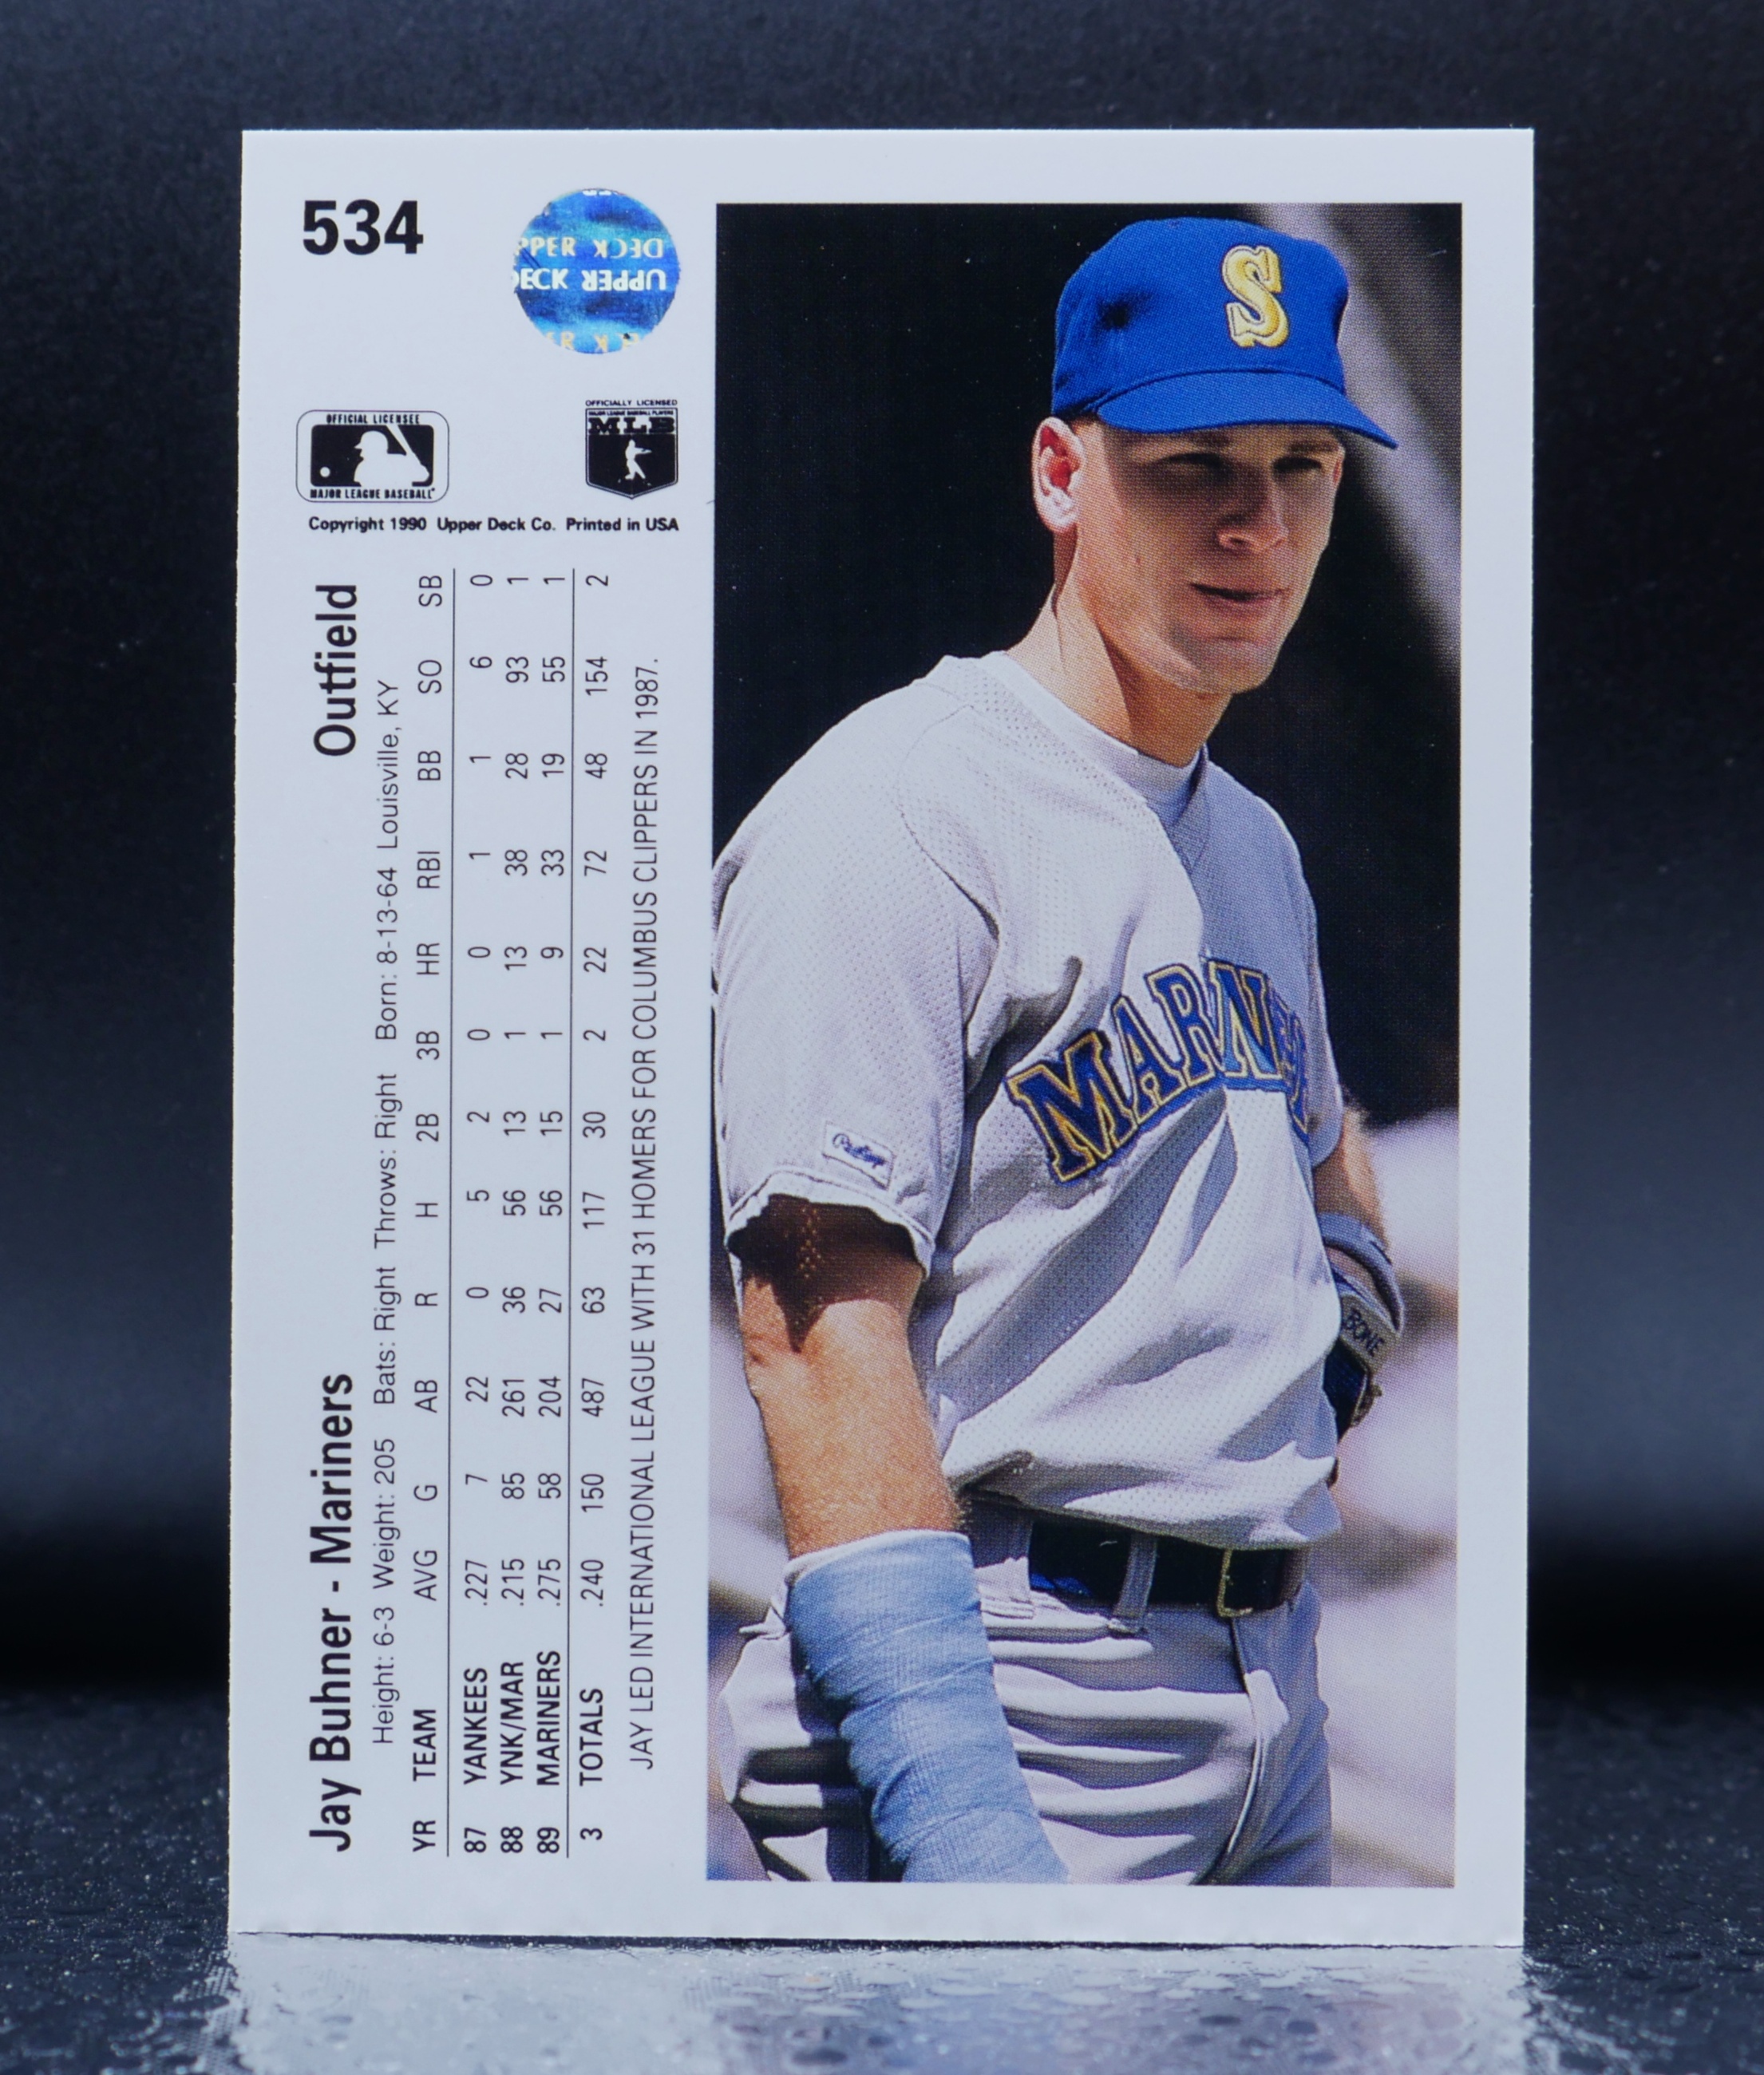 534
UPPER DECK
UPPER DECK
OFFICIAL LICENSEE
MAJOR LEAGUE BASEBALL
OFFICIALLY LICENSED
MAJOR LEAGUE BASEBALL PLAYERS
MLB
Copyright 1990 Upper Deck Co. Printed in USA
Jay Buhner - Mariners Outfield
Height: 6-3 Weight: 205 Bats: Right Throws: Right Born: 8-13-64 Louisville, KY
YR TEAM AVG G AB R H 2B 3B HR RBI BB SO SB
87 YANKEES .227 7 22 0 5 2 0 0 1 1 6 0
88 YNK/MAR .215 85 261 36 56 13 1 13 38 28 93 1
89 MARINERS .275 58 204 27 56 15 1 9 33 19 55 1
3 TOTALS .240 150 487 63 117 30 2 22 72 48 154 2
JAY LED INTERNATIONAL LEAGUE WITH 31 HOMERS FOR COLUMBUS CLIPPERS IN 1987.
S
MARINE
Rawlings
BONE